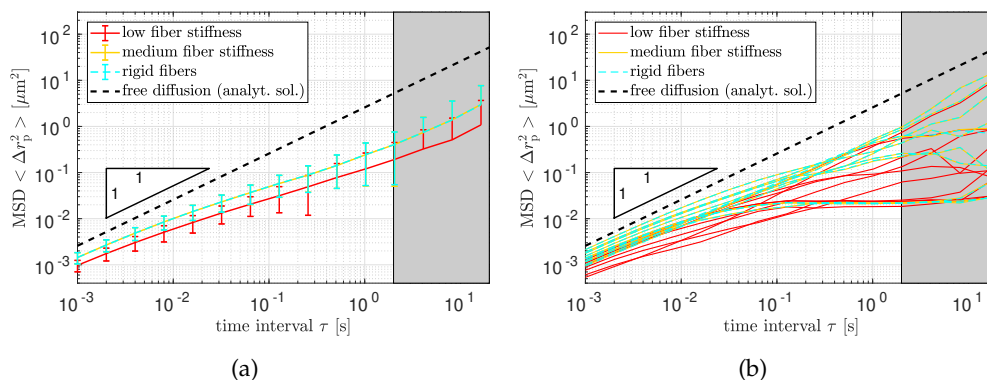 10^2
10^1
10^0
10^-1
10^-2
10^-3
MSD < Δr_p^2 > [μm^2]
low fiber stiffness
medium fiber stiffness
rigid fibers
free diffusion (analyt. sol.)
1
1
10^-3
10^-2
10^-1
10^0
10^1
time interval τ [s]
(a)
10^2
10^1
10^0
10^-1
10^-2
10^-3
MSD < Δr_p^2 > [μm^2]
low fiber stiffness
medium fiber stiffness
rigid fibers
free diffusion (analyt. sol.)
1
1
10^-3
10^-2
10^-1
10^0
10^1
time interval τ [s]
(b)